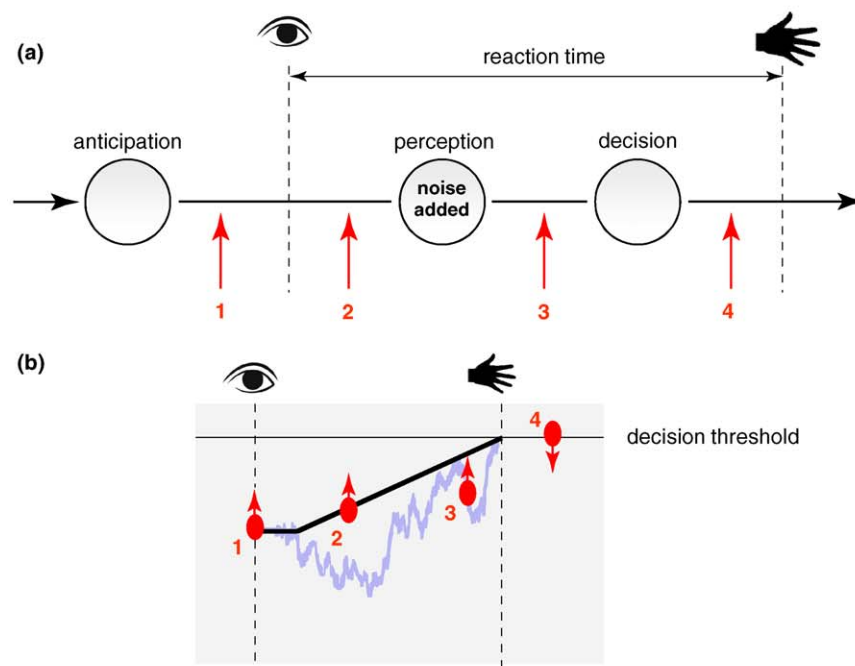 (a)
reaction time
anticipation
perception
decision
noise
added
1
2
3
4
(b)
4
decision threshold
1
2
3